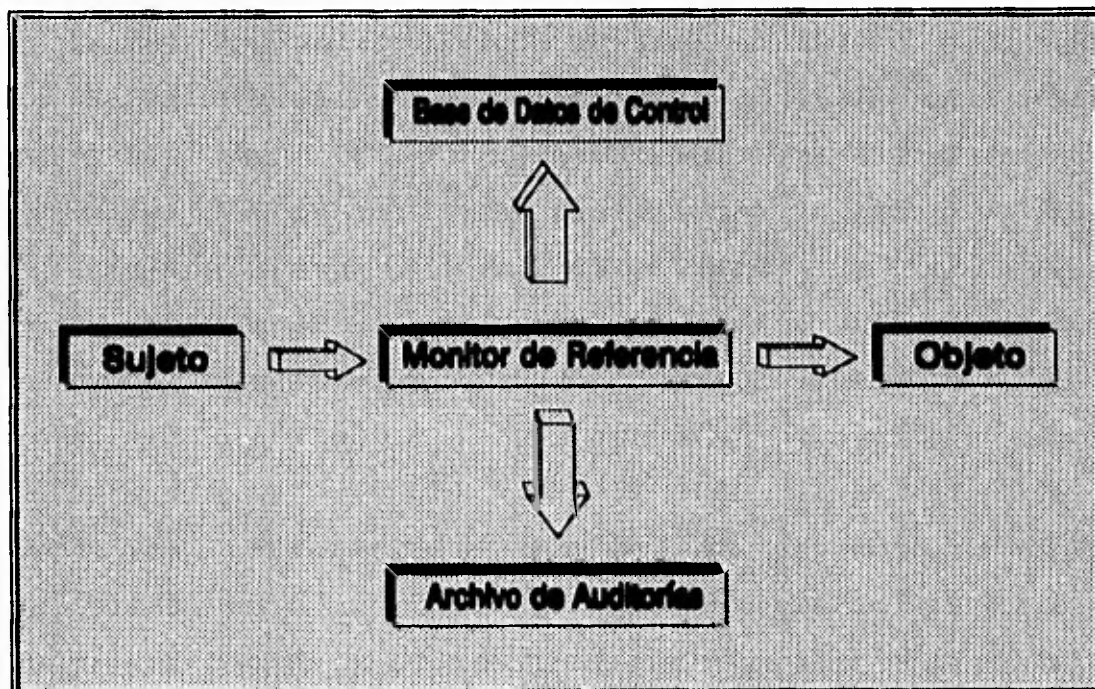 Base de Datos de Control
Sujeto
Monitor de Referencia
Objeto
Archivo de Auditorías